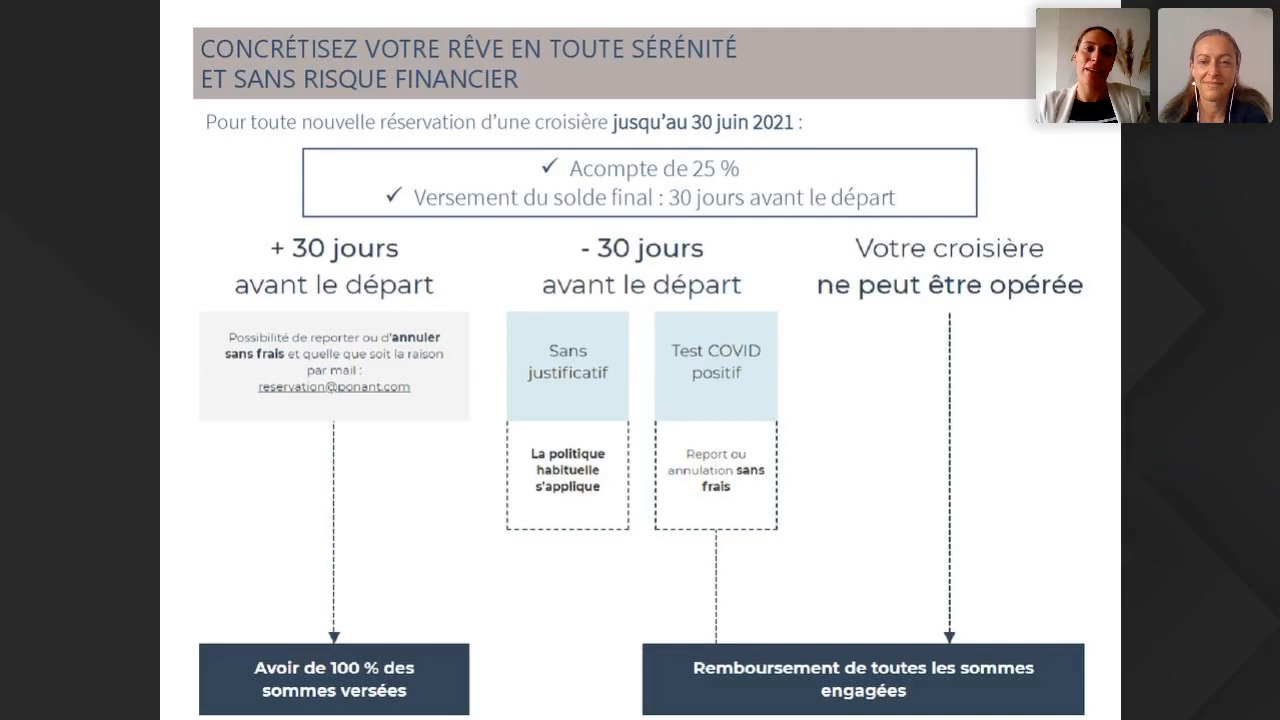 CONCRÉTISEZ VOTRE RÊVE EN TOUTE SÉRÉNITÉ
ET SANS RISQUE FINANCIER
Pour toute nouvelle réservation d'une croisière jusqu'au 30 juin 2021 :
✓ Acompte de 25 %
✓ Versement du solde final : 30 jours avant le départ
+ 30 jours
avant le départ
Possibilité de reporter ou d'annuler
sans frais et quelle que soit la raison
par mail :
reservation@ponant.com
Avoir de 100 % des
sommes versées
- 30 jours
avant le départ
Sans
justificatif
La politique
habituelle
s'applique
Test COVID
positif
Report ou
annulation sans
frais
Votre croisière
ne peut être opérée
Remboursement de toutes les sommes
engagées